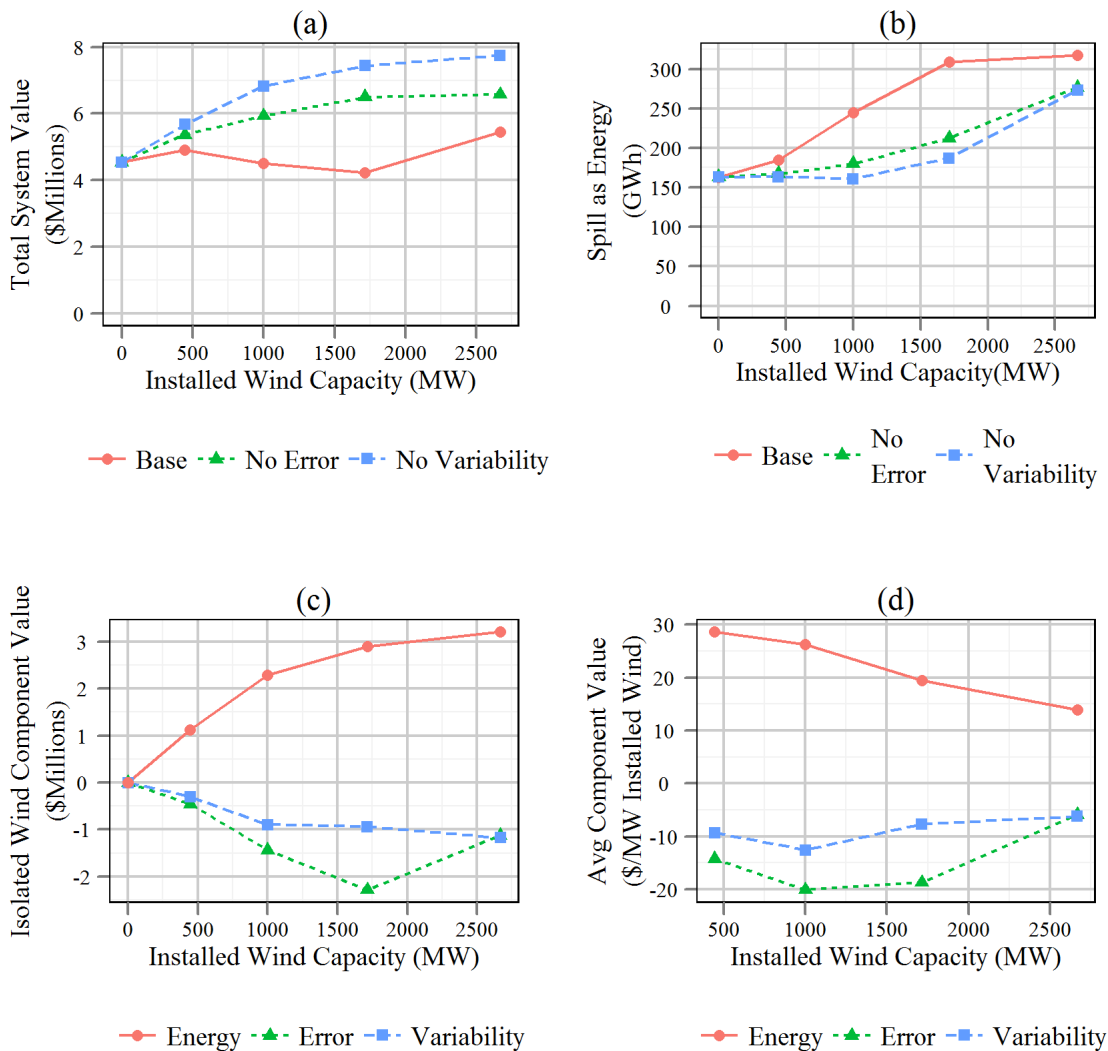 (a)
Total System Value
($Millions)
8
6
4
2
0
0 500 1000 1500 2000 2500
Installed Wind Capacity (MW)
Base No Error No Variability
(b)
Spill as Energy
(GWh)
300
250
200
150
100
50
0
0 500 1000 1500 2000 2500
Installed Wind Capacity(MW)
Base No Error No Variability
(c)
Isolated Wind Component Value
($Millions)
3
2
1
0
-1
-2
0 500 1000 1500 2000 2500
Installed Wind Capacity (MW)
Energy Error Variability
(d)
Avg Component Value
($/MW Installed Wind)
30
20
10
0
-10
-20
500 1000 1500 2000 2500
Installed Wind Capacity (MW)
Energy Error Variability